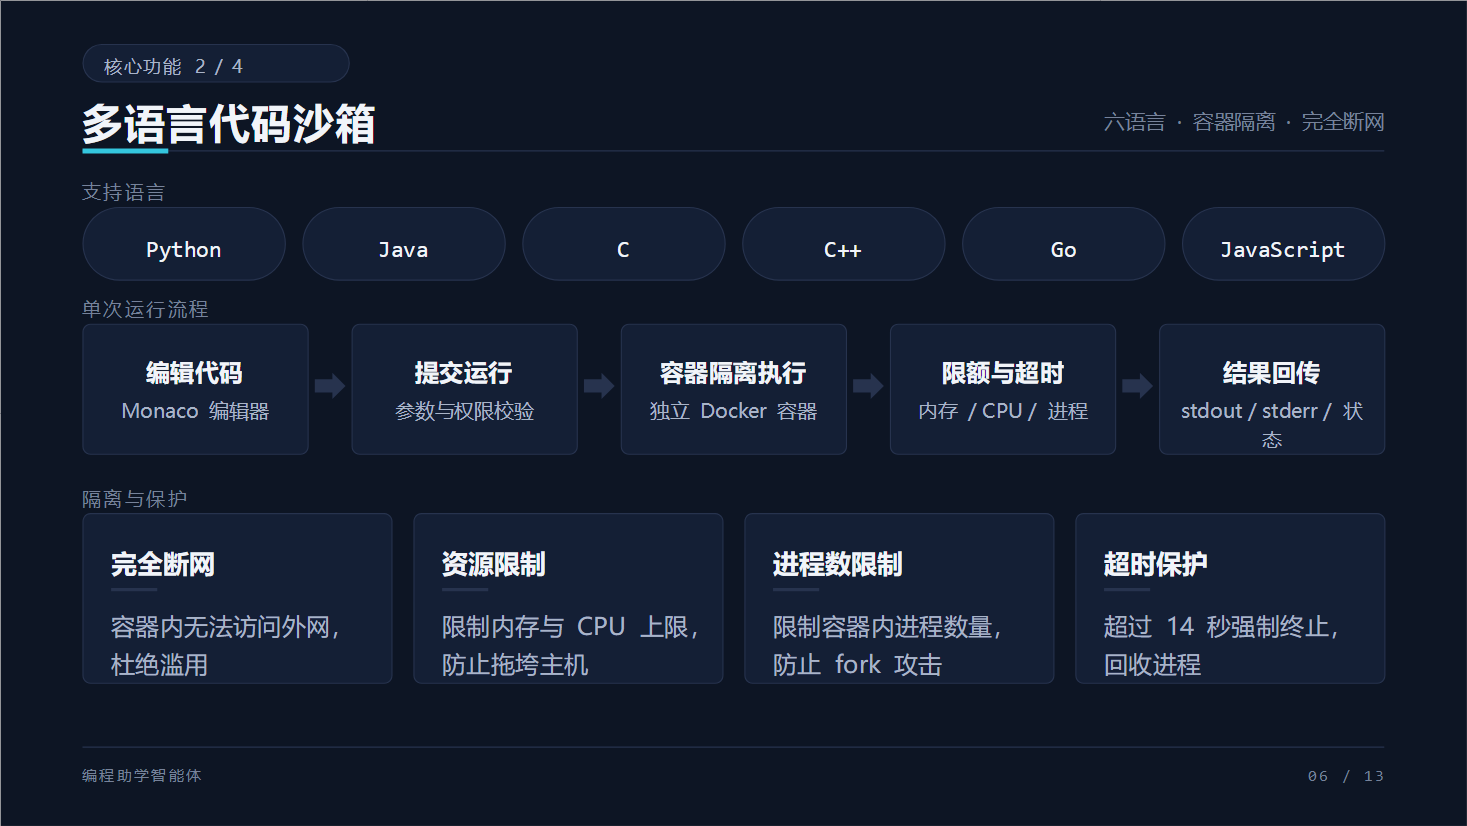 核心功能 2 / 4
多语言代码沙箱
六语言 · 容器隔离 · 完全断网
支持语言
Python
Java
C
C++
Go
JavaScript
单次运行流程
编辑代码
Monaco 编辑器
提交运行
参数与权限校验
容器隔离执行
独立 Docker 容器
限额与超时
内存 / CPU / 进程
结果回传
stdout / stderr / 状
态
隔离与保护
完全断网
容器内无法访问外网，
杜绝滥用
资源限制
限制内存与 CPU 上限，
防止拖垮主机
进程数限制
限制容器内进程数量，
防止 fork 攻击
超时保护
超过 14 秒强制终止，
回收进程
编程助学智能体
06 / 13